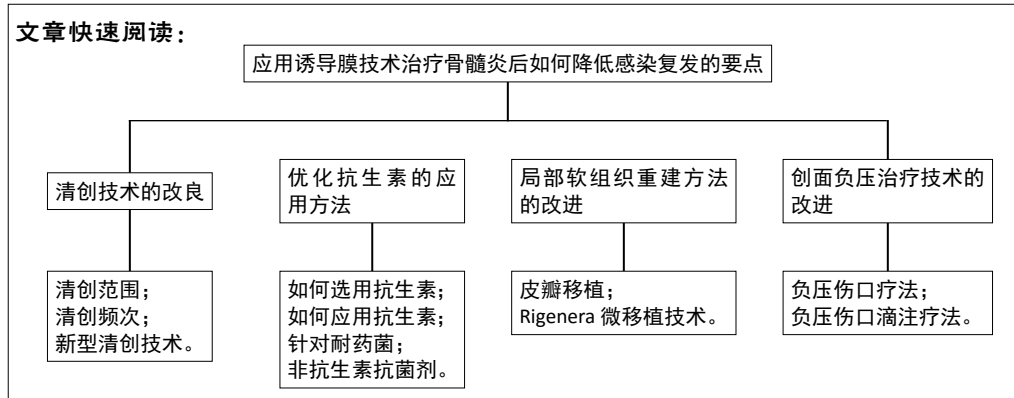 文章快速阅读：
应用诱导膜技术治疗骨髓炎后如何降低感染复发的要点
清创技术的改良
优化抗生素的应
用方法
局部软组织重建方法
的改进
创面负压治疗技术的
改进
清创范围；
清创频次；
新型清创技术。
如何选用抗生素；
如何应用抗生素；
针对耐药菌；
非抗生素抗菌剂。
皮瓣移植；
Rigenera 微移植技术。
负压伤口疗法；
负压伤口滴注疗法。